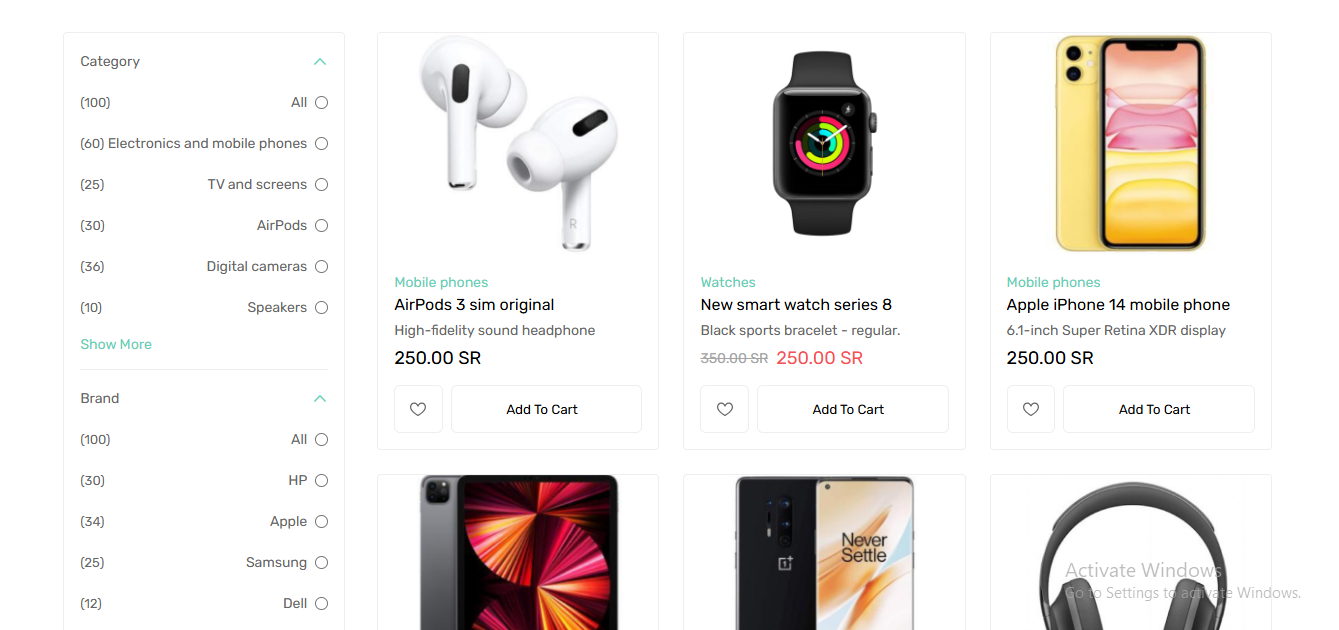 Category
(100) All
(60) Electronics and mobile phones
(25) TV and screens
(30) AirPods
(36) Digital cameras
(10) Speakers
Show More
Brand
(100) All
(30) HP
(34) Apple
(25) Samsung
(12) Dell
R
Mobile phones
AirPods 3 sim original
High-fidelity sound headphone
250.00 SR
Add To Cart
Watches
New smart watch series 8
Black sports bracelet - regular.
350.00 SR 250.00 SR
Add To Cart
Mobile phones
Apple iPhone 14 mobile phone
6.1-inch Super Retina XDR display
250.00 SR
Add To Cart
Never
Settle
Activate Windows
Go to Settings to activate Windows.